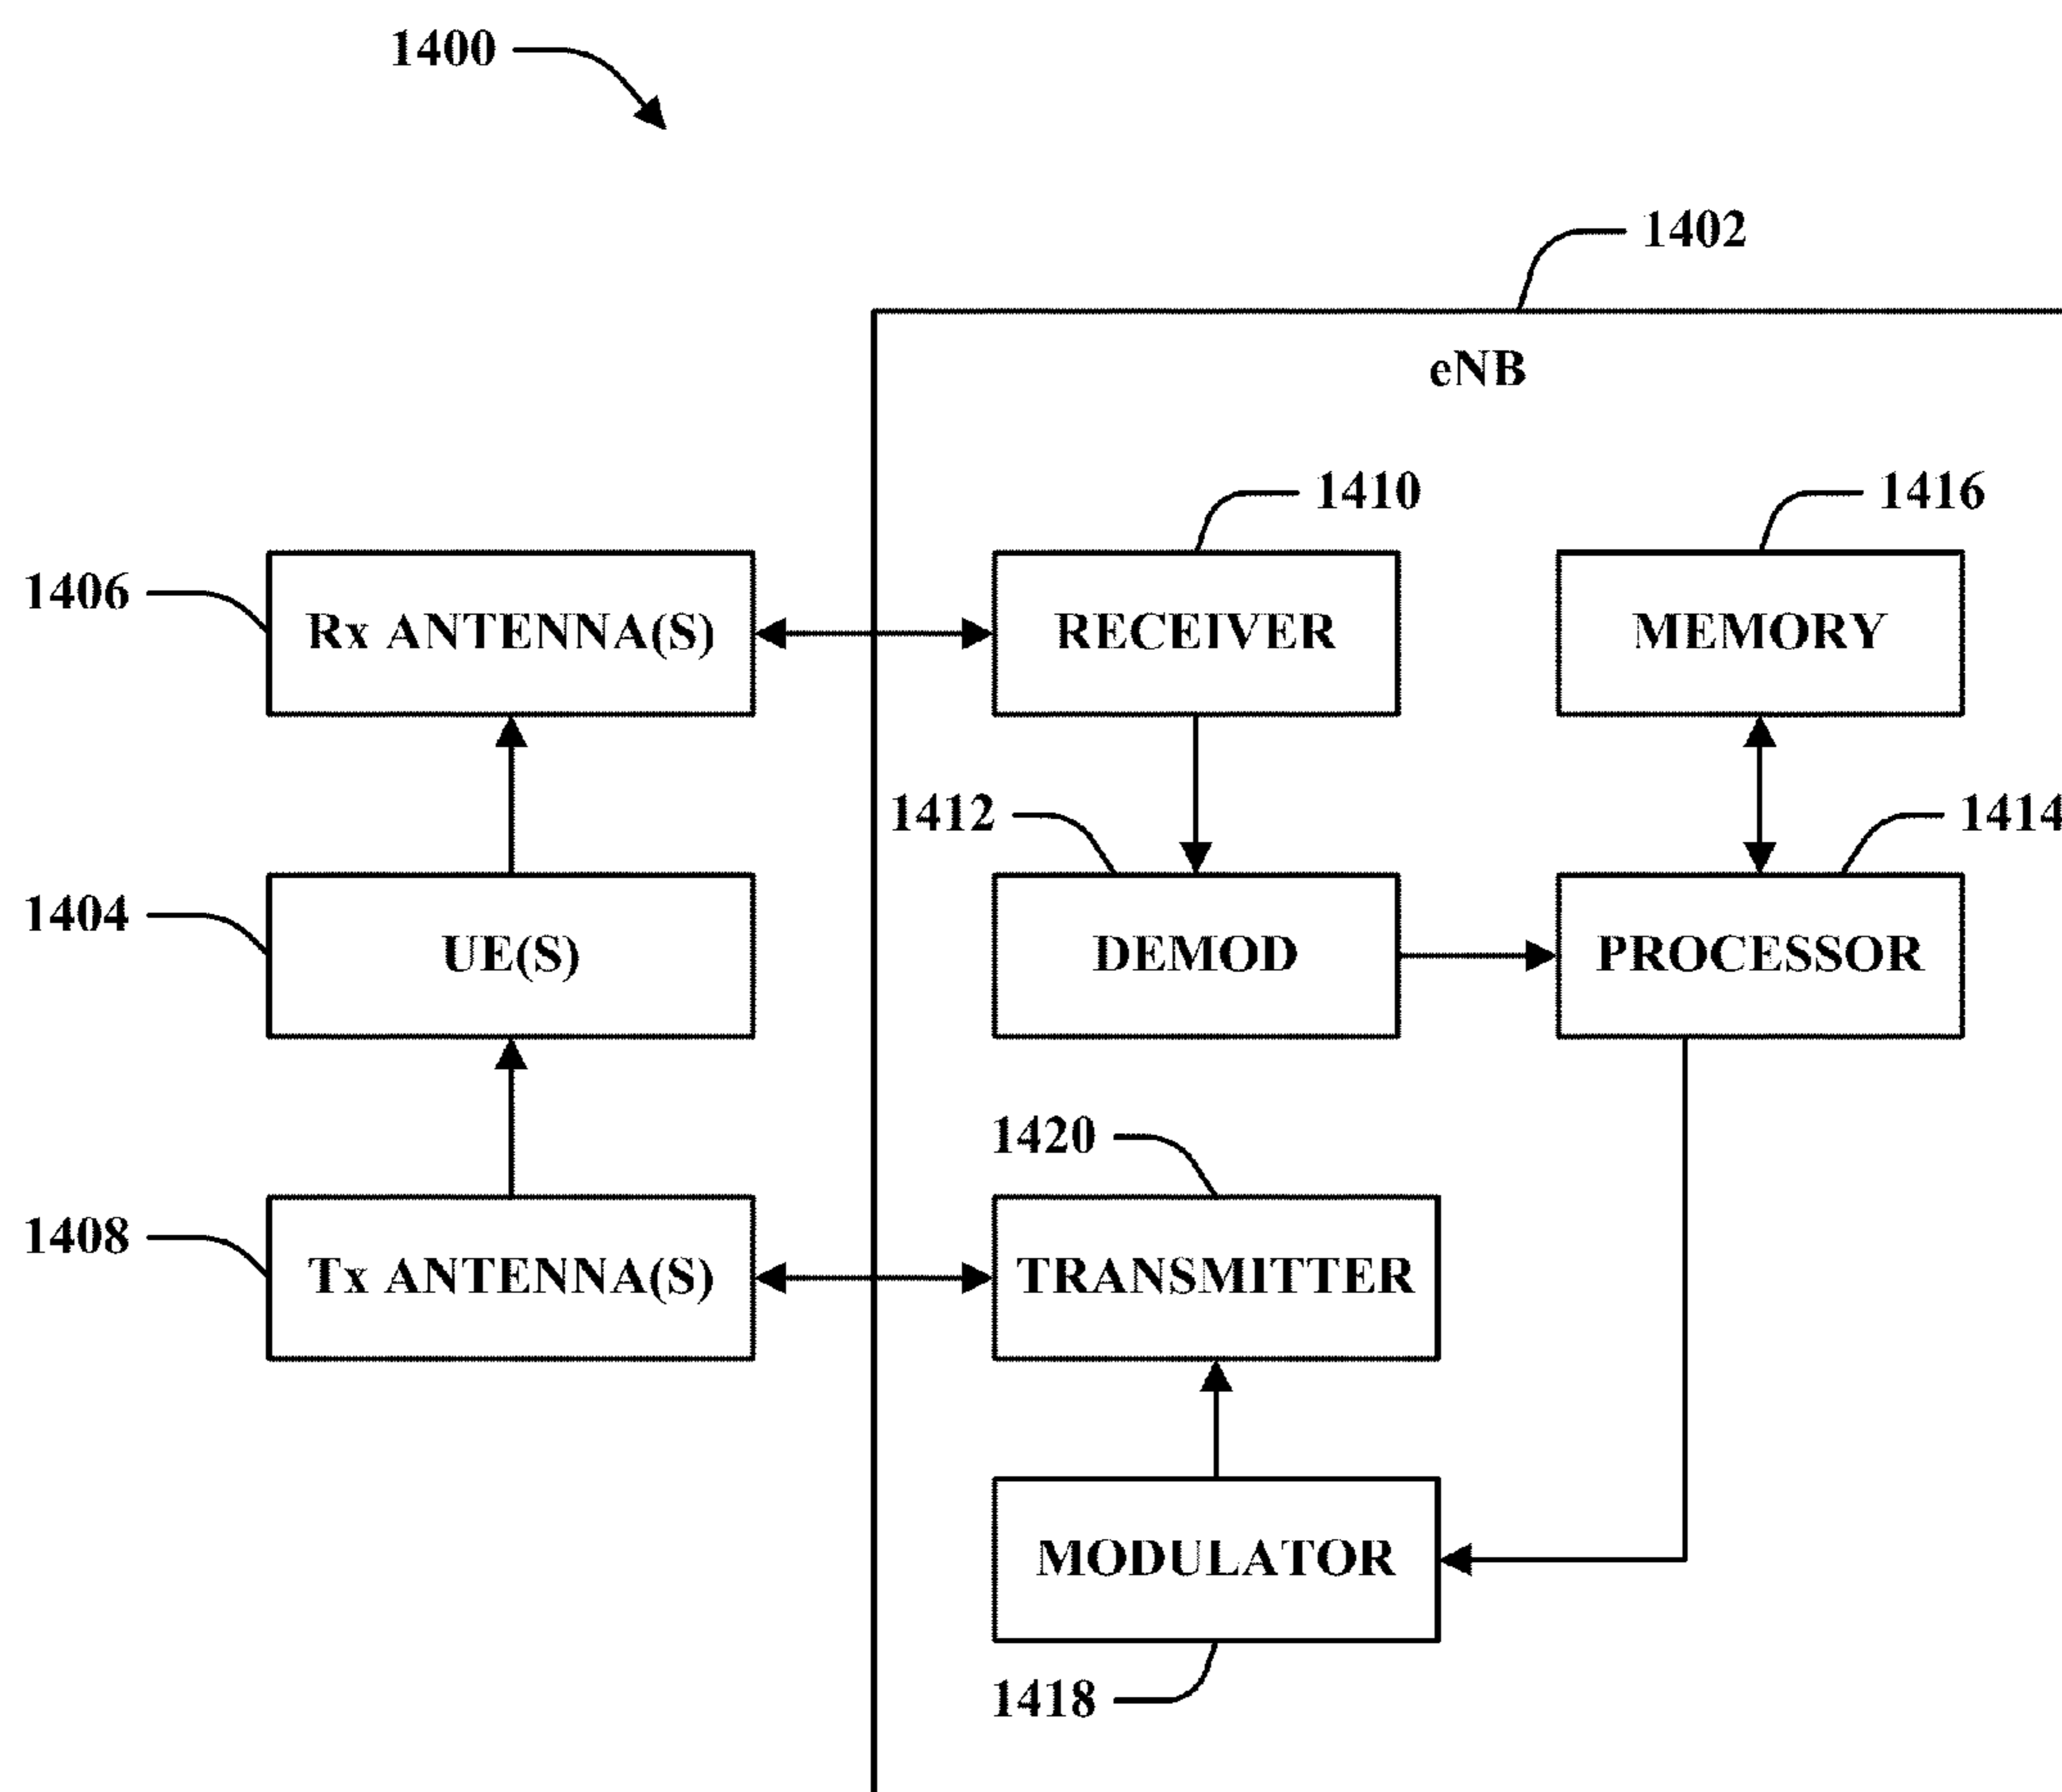 1400
1402
eNB
1410
1416
1406
Rx ANTENNA(S)
RECEIVER
MEMORY
1412
1414
1404
UE(S)
DEMOD
PROCESSOR
1420
1408
Tx ANTENNA(S)
TRANSMITTER
MODULATOR
1418